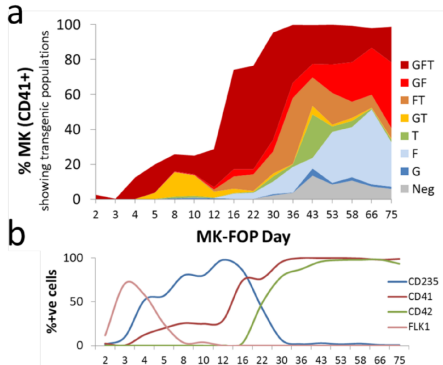 a
100
80
60
40
20
0
% MK (CD41+)
showing transgenic populations
2 3 4 5 8 10 12 16 22 30 36 43 53 58 66 75
MK-FOP Day
GFT
GF
FT
GT
T
F
G
Neg
b
100
50
0
%+ve cells
2 3 4 5 8 10 12 16 22 30 36 43 53 58 66 75
CD235
CD41
CD42
FLK1